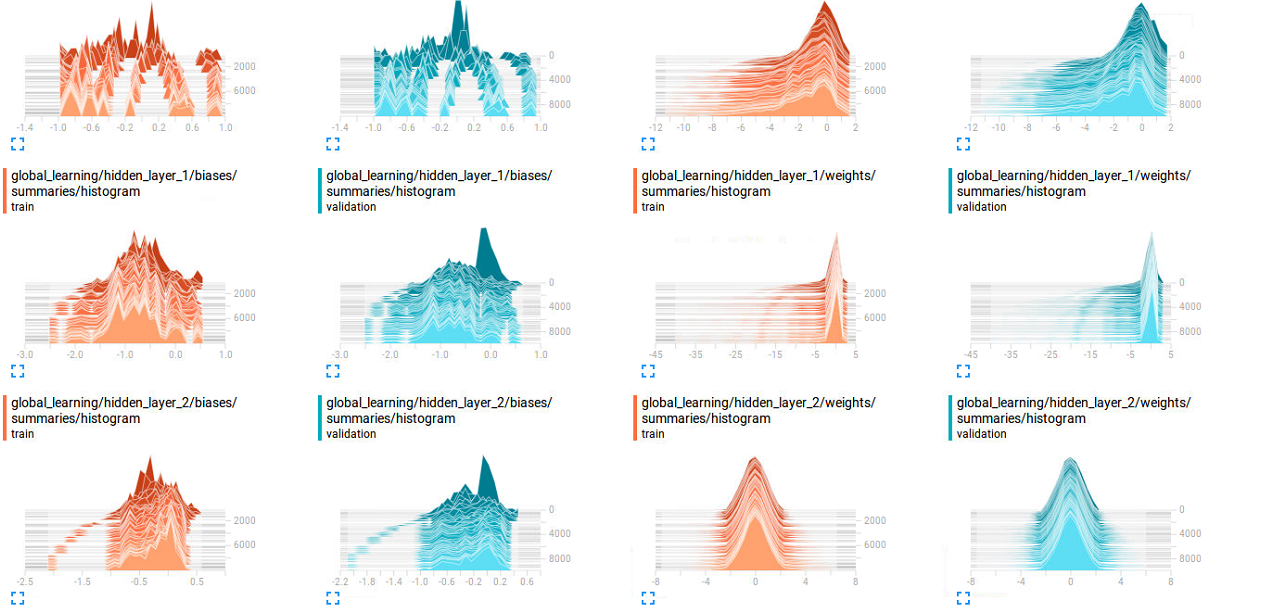 0
0
2000
2000
4000
4000
6000
6000
8000
8000
-1.4 -1.0 -0.6 -0.2 0.2 0.6 1.0
-1.4 -1.0 -0.6 -0.2 0.2 0.6 1.0
-12 -10 -8 -6 -4 -2 0 2
-12 -10 -8 -6 -4 -2 0 2
global_learning/hidden_layer_1/biases/
summaries/histogram
train
global_learning/hidden_layer_1/biases/
summaries/histogram
validation
global_learning/hidden_layer_1/weights/
summaries/histogram
train
global_learning/hidden_layer_1/weights/
summaries/histogram
validation
0
0
2000
2000
4000
4000
6000
6000
8000
8000
-3.0 -2.0 -1.0 0.0 1.0
-3.0 -2.0 -1.0 0.0 1.0
-45 -35 -25 -15 -5 5
-45 -35 -25 -15 -5 5
global_learning/hidden_layer_2/biases/
summaries/histogram
train
global_learning/hidden_layer_2/biases/
summaries/histogram
validation
global_learning/hidden_layer_2/weights/
summaries/histogram
train
global_learning/hidden_layer_2/weights/
summaries/histogram
validation
0
0
2000
2000
4000
4000
6000
6000
8000
8000
-2.5 -1.5 -0.5 0.5
-2.2 -1.8 -1.4 -1.0 -0.6 -0.2 0.2 0.6
-8 -4 0 4 8
-8 -4 0 4 8